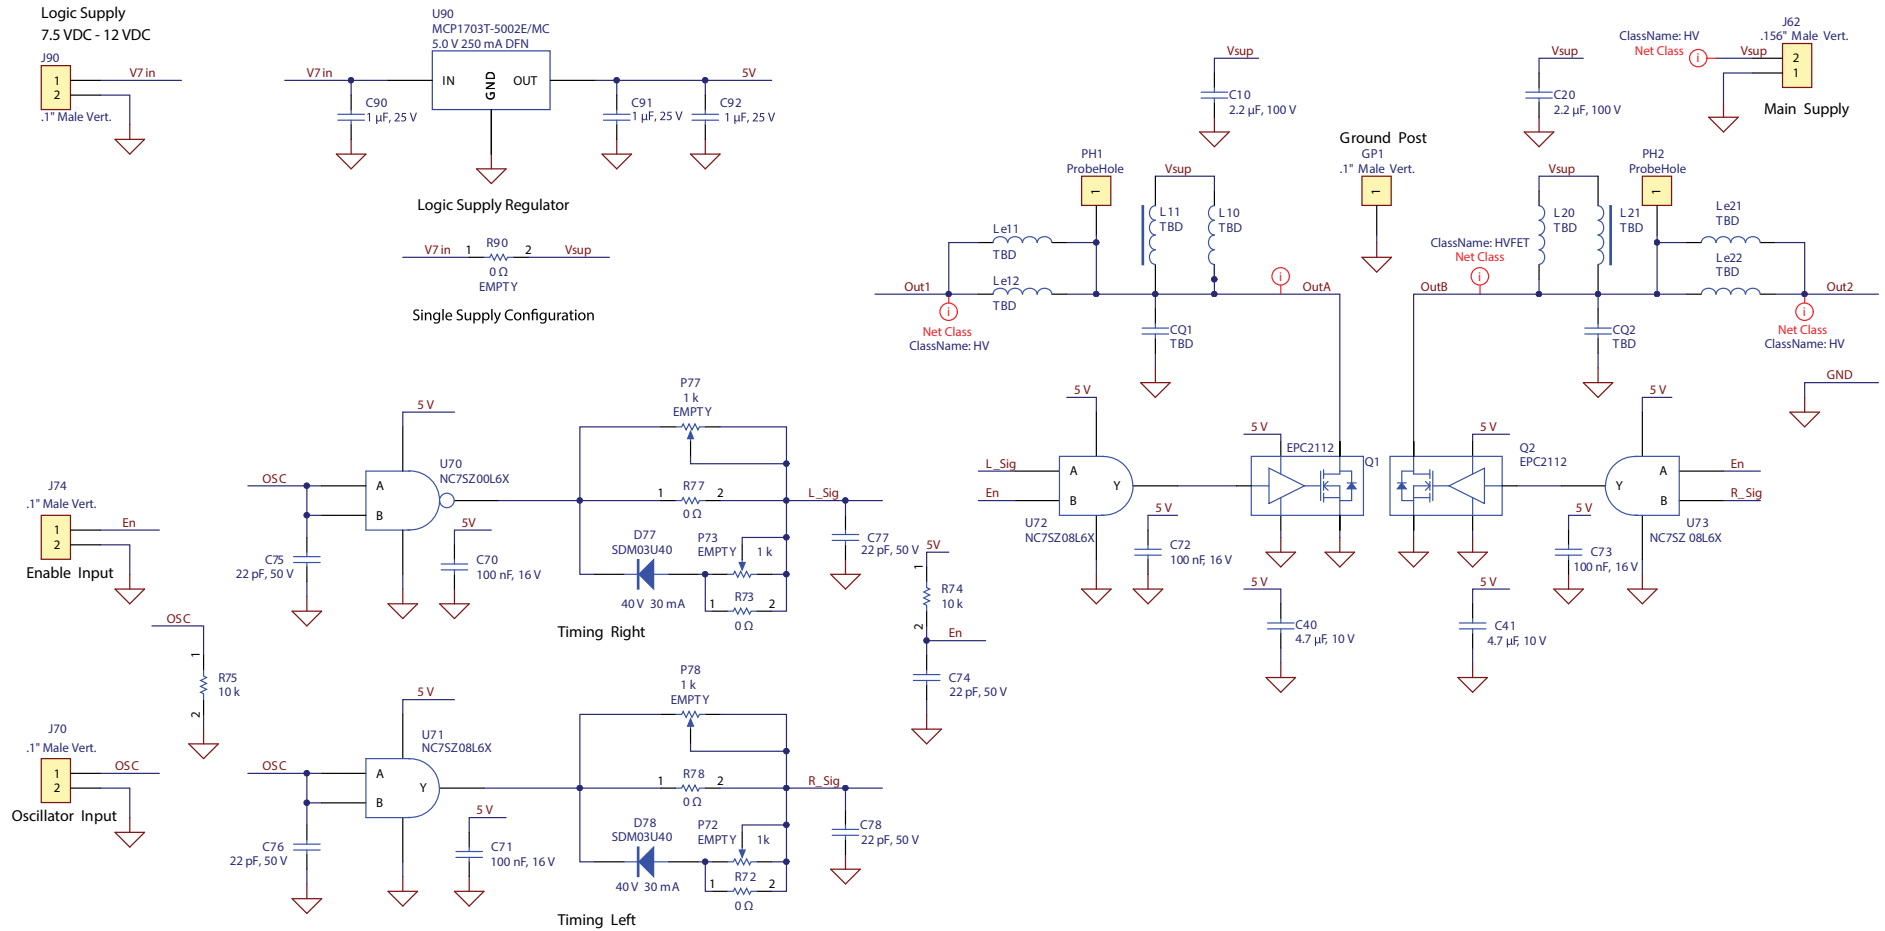 Logic Supply
7.5 VDC - 12 VDC
J90
1
2
V7 in
.1" Male Vert.
U90
MCP1703T-5002E/MC
5.0 V 250 mA DFN
V7 in
IN
GND
OUT
5V
C90
1 µF, 25 V
C91
1 µF, 25 V
C92
1 µF, 25 V
Logic Supply Regulator
V7 in
1
R90
2
Vsup
0 Ω
EMPTY
Single Supply Configuration
Vsup
C10
2.2 µF, 100 V
Vsup
C20
2.2 µF, 100 V
ClassName: HV
Net Class
i
Vsup
J62
.156" Male Vert.
2
1
Main Supply
Ground Post
GP1
.1" Male Vert.
1
PH1
ProbeHole
1
Vsup
L11
TBD
L10
TBD
Le11
TBD
Le12
TBD
Out1
i
Net Class
ClassName: HV
i
OutA
CQ1
TBD
PH2
ProbeHole
1
Vsup
L20
TBD
L21
TBD
Le21
TBD
Le22
TBD
ClassName: HVFET
Net Class
i
OutB
Out2
i
Net Class
ClassName: HV
CQ2
TBD
GND
J74
.1" Male Vert.
1
2
En
Enable Input
OSC
1
R75
10 k
2
J70
.1" Male Vert.
1
2
OSC
Oscillator Input
5 V
U70
NC7SZ00L6X
OSC
A
B
C75
22 pF, 50 V
5V
C70
100 nF, 16 V
P77
1 k
EMPTY
1
R77
2
0 Ω
D77
SDM03U40
40 V 30 mA
P73
EMPTY
1 k
1
R73
2
0 Ω
L_Sig
C77
22 pF, 50 V
Timing Right
5V
1
R74
10 k
2
En
C74
22 pF, 50 V
5 V
U71
NC7SZ08L6X
OSC
A
B
Y
C76
22 pF, 50 V
5 V
C71
100 nF, 16 V
P78
1 k
EMPTY
1
R78
2
0 Ω
D78
SDM03U40
40 V 30 mA
P72
EMPTY
1k
1
R72
2
0 Ω
R_Sig
C78
22 pF, 50 V
Timing Left
5 V
L_Sig
En
A
B
Y
U72
NC7SZ08L6X
5 V
C72
100 nF, 16 V
5 V
EPC2112
Q1
5 V
C40
4.7 µF, 10 V
5 V
Q2
EPC2112
5 V
C41
4.7 µF, 10 V
5 V
Y
A
B
En
R_Sig
U73
NC7SZ 08L6X
5 V
C73
100 nF, 16 V